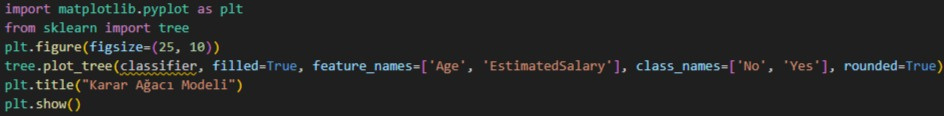 import matplotlib.pyplot as plt
from sklearn import tree
plt.figure(figsize=(25, 10))
tree.plot_tree(classifier, filled=True, feature_names=['Age', 'EstimatedSalary'], class_names=['No', 'Yes'], rounded=True)
plt.title("Karar Ağacı Modeli")
plt.show()